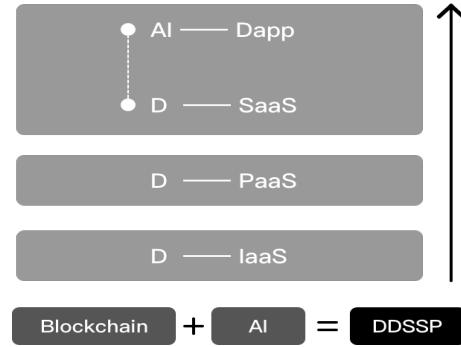 AI —— Dapp
D —— SaaS
D —— PaaS
D —— IaaS
Blockchain + AI = DDSSP